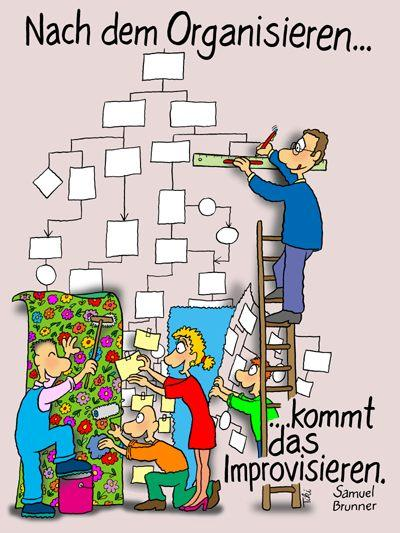 Nach dem Organisieren...
....kommt
das
Improvisieren.
Samuel
Brunner